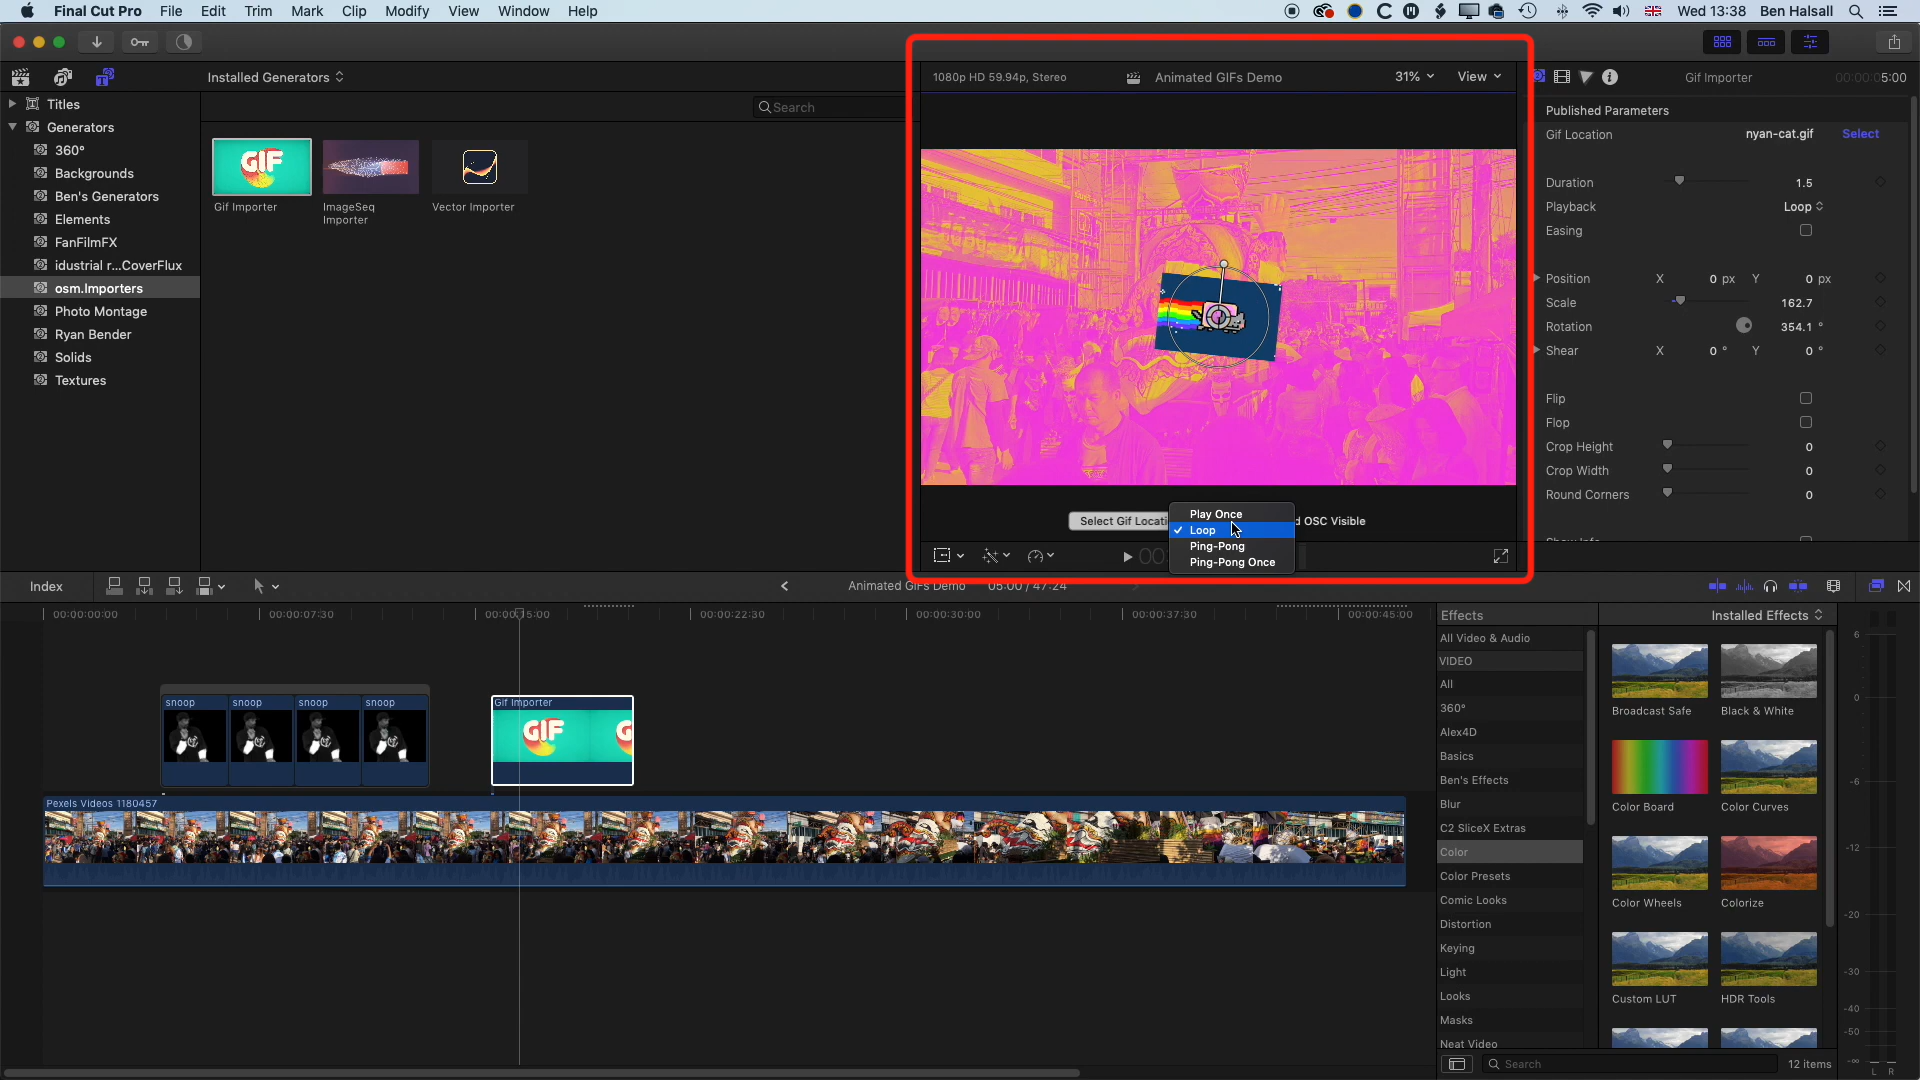 Final Cut Pro File Edit Trim Mark Clip Modify View Window Help
Wed 13:38 Ben Halsall
Installed Generators
1080p HD 59.94p, Stereo
Animated GIFs Demo
31%
View
Gif Importer
5:00
Titles
Generators
360°
Backgrounds
Ben's Generators
Elements
FanFilmFX
idustrial r...CoverFlux
osm.Importers
Photo Montage
Ryan Bender
Solids
Textures
Search
GIF
Gif Importer
ImageSeq
Importer
Vector Importer
Select Gif Locati
Play Once
Loop
Ping-Pong
Ping-Pong Once
d OSC Visible
Published Parameters
Gif Location nyan-cat.gif Select
Duration 1.5
Playback Loop
Easing
Position X 0 px Y 0 px
Scale 162.7
Rotation 354.1 °
Shear X 0 ° Y 0 °
Flip
Flop
Crop Height 0
Crop Width 0
Round Corners 0
Index
Animated GIFs Demo
05:00 / 47:24
00:00:00:00
00:00:07:30
00:00:15:00
00:00:22:30
00:00:30:00
00:00:37:30
00:00:45:00
snoop
snoop
snoop
snoop
Gif Importer
GIF
Pexels Videos 1180457
Effects
Installed Effects
All Video & Audio
VIDEO
All
360°
Alex4D
Basics
Ben's Effects
Blur
C2 SliceX Extras
Color
Color Presets
Comic Looks
Distortion
Keying
Light
Looks
Masks
Neat Video
Broadcast Safe
Black & White
Color Board
Color Curves
Color Wheels
Colorize
Custom LUT
HDR Tools
Search
12 items
6
0
-6
-12
-20
-30
-40
-50
-∞
L R